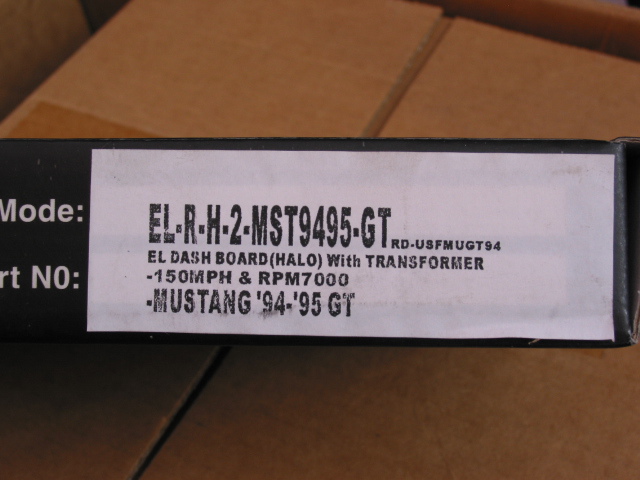 Mode:
EL-R-H-2-MST9495-GT RD-USFMUGT94
EL DASH BOARD(HALO) With TRANSFORMER
rt N0:
-150MPH & RPM7000
-MUSTANG '94-'95 GT